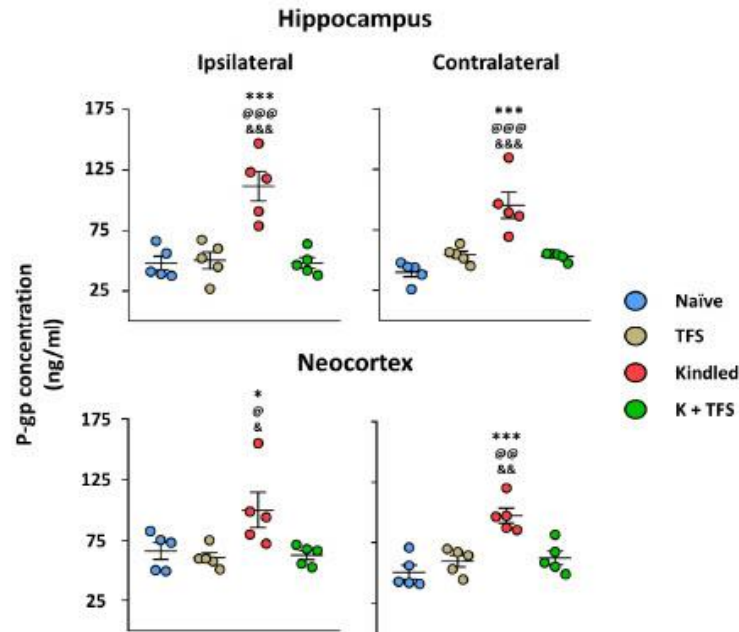 Hippocampus
Ipsilateral
Contralateral
175
125
75
25
***
@@@
&&&
***
@@@
&&&
P-gp concentration
(ng/ml)
Naïve
TFS
Kindled
K + TFS
Neocortex
175
125
75
25
*
@
&
***
@@
&&